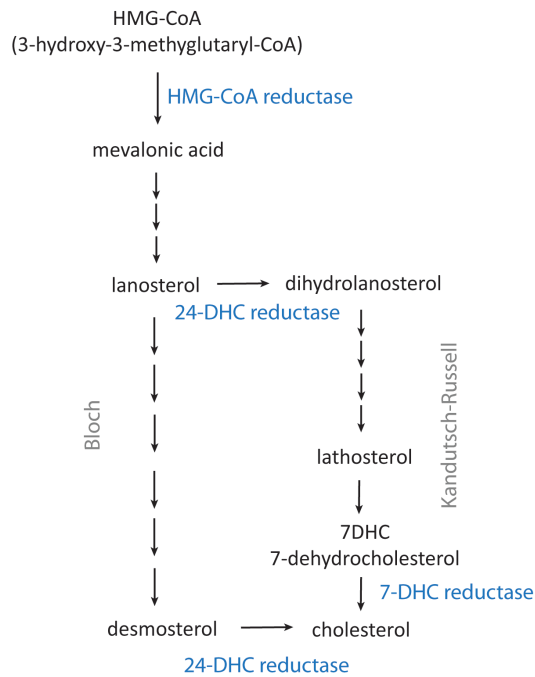 HMG-CoA
(3-hydroxy-3-methyglutaryl-CoA)
HMG-CoA reductase
mevalonic acid
lanosterol
dihydrolanosterol
24-DHC reductase
Bloch
Kandutsch-Russell
lathosterol
7DHC
7-dehydrocholesterol
7-DHC reductase
desmosterol
cholesterol
24-DHC reductase